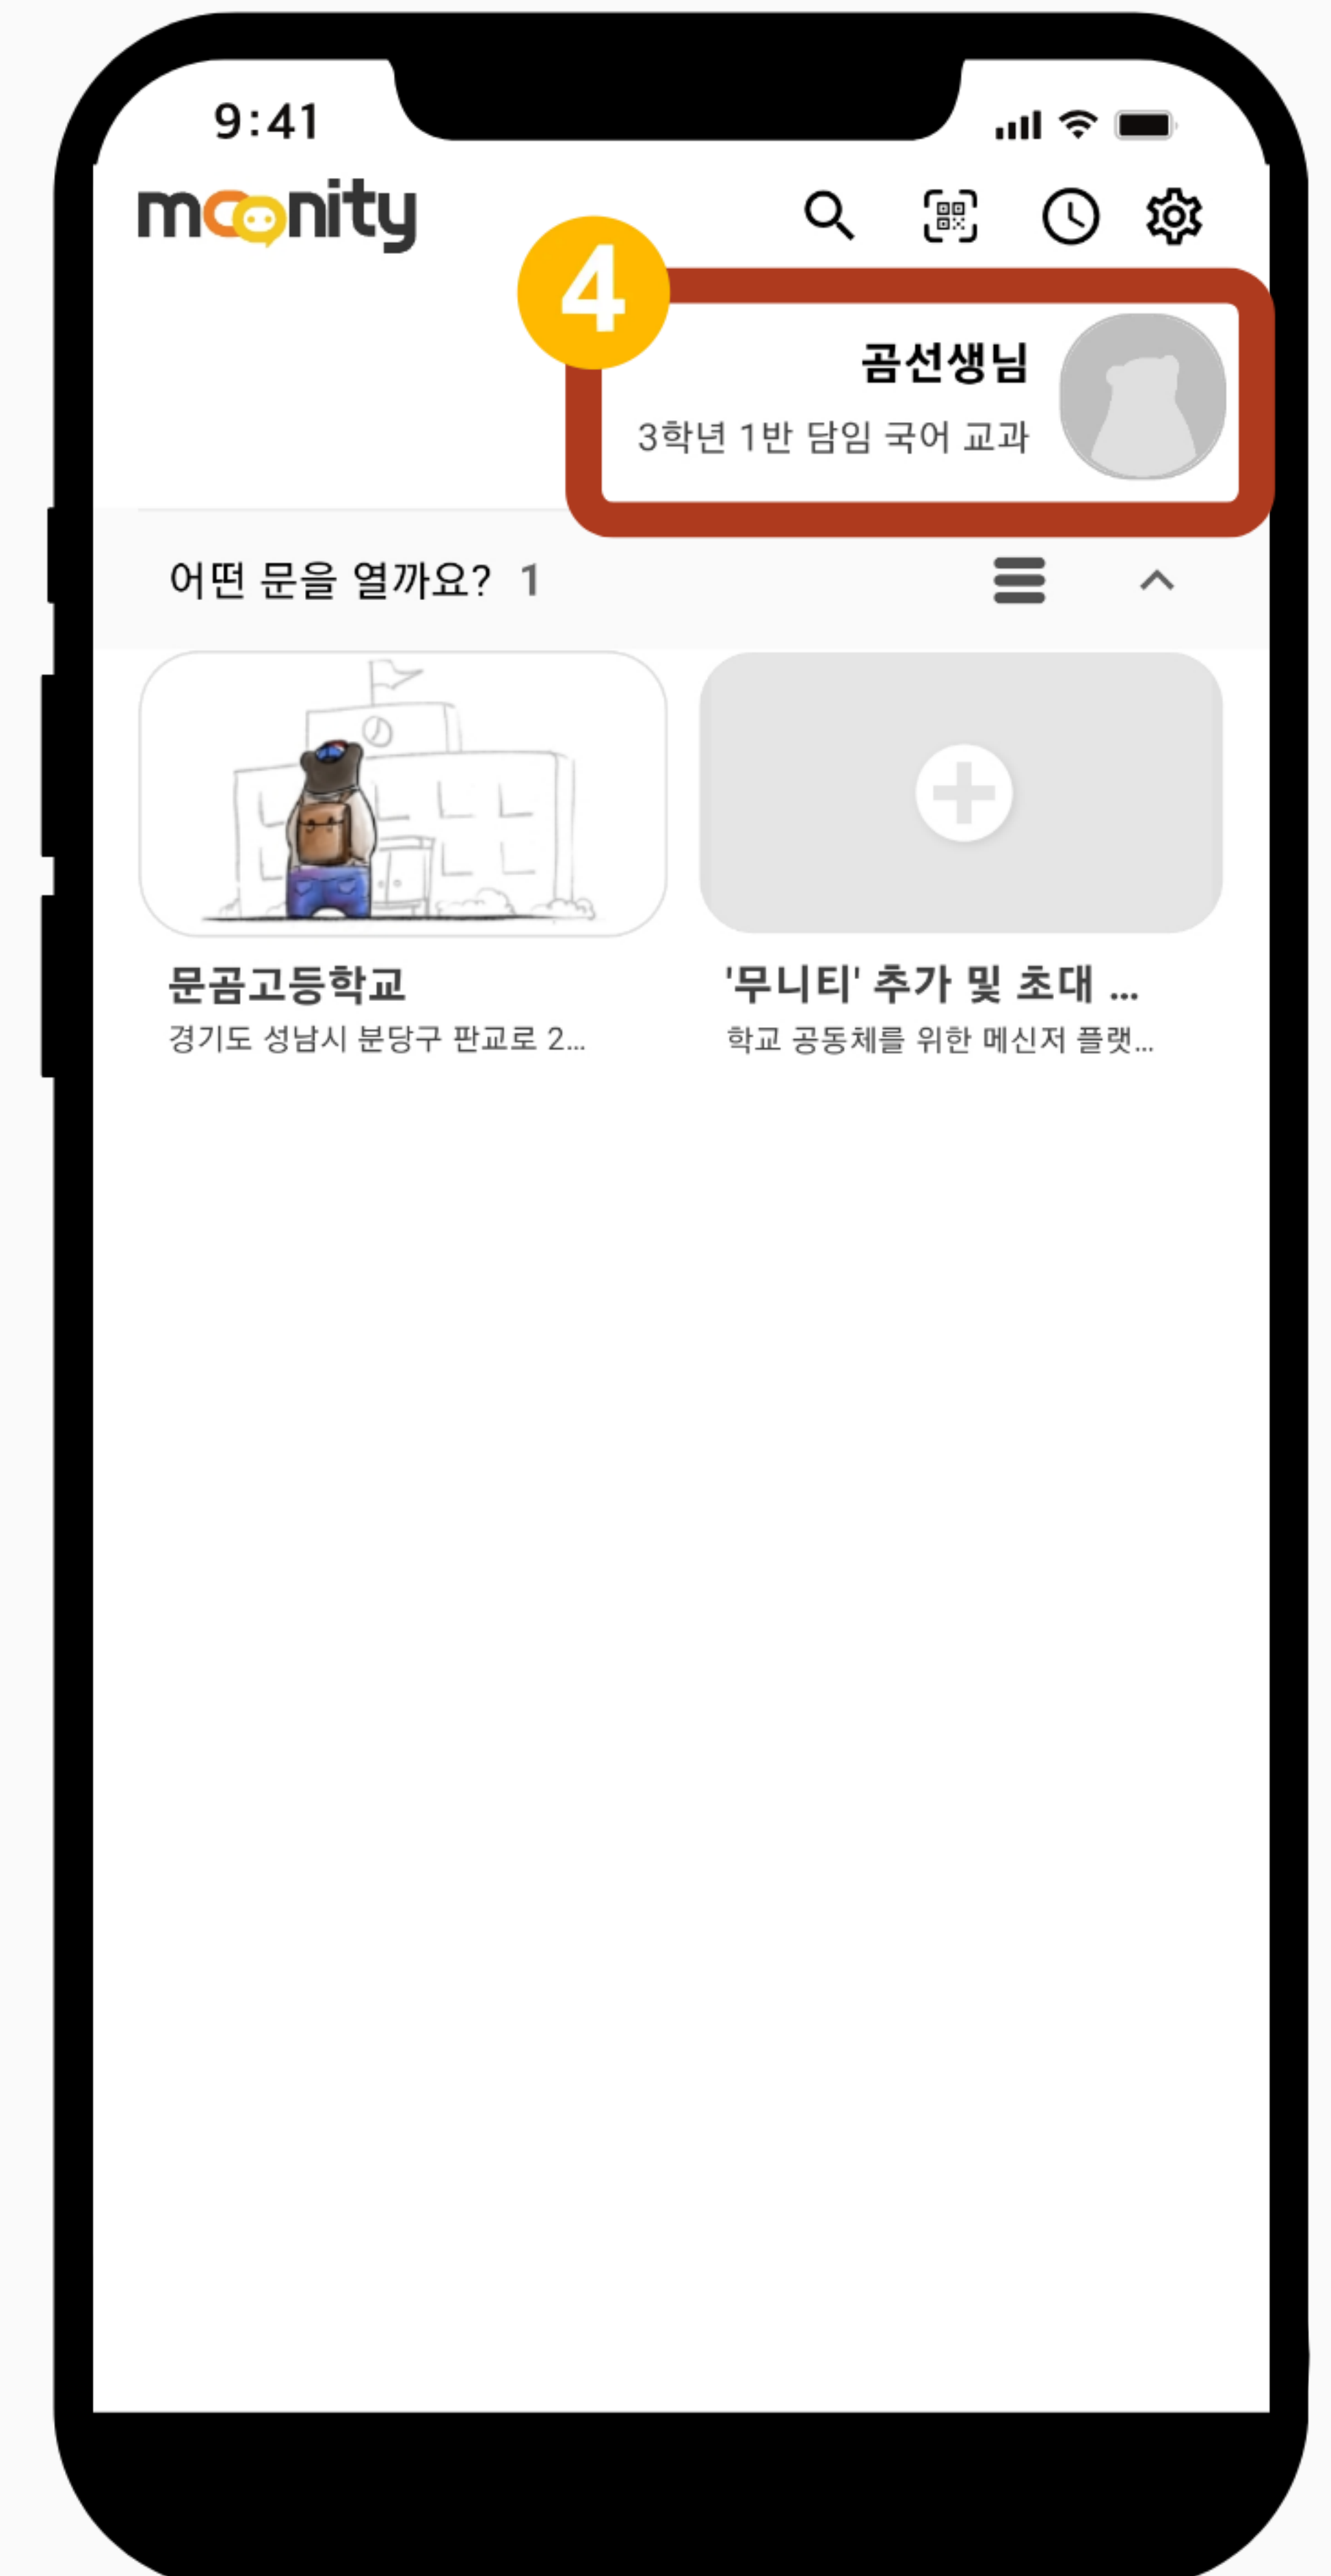 9:41
moonity
4
곰선생님
3학년 1반 담임 국어 교과
어떤 문을 열까요? 1
문곰고등학교
경기도 성남시 분당구 판교로 2...
'무니티' 추가 및 초대 ...
학교 공동체를 위한 메신저 플랫...